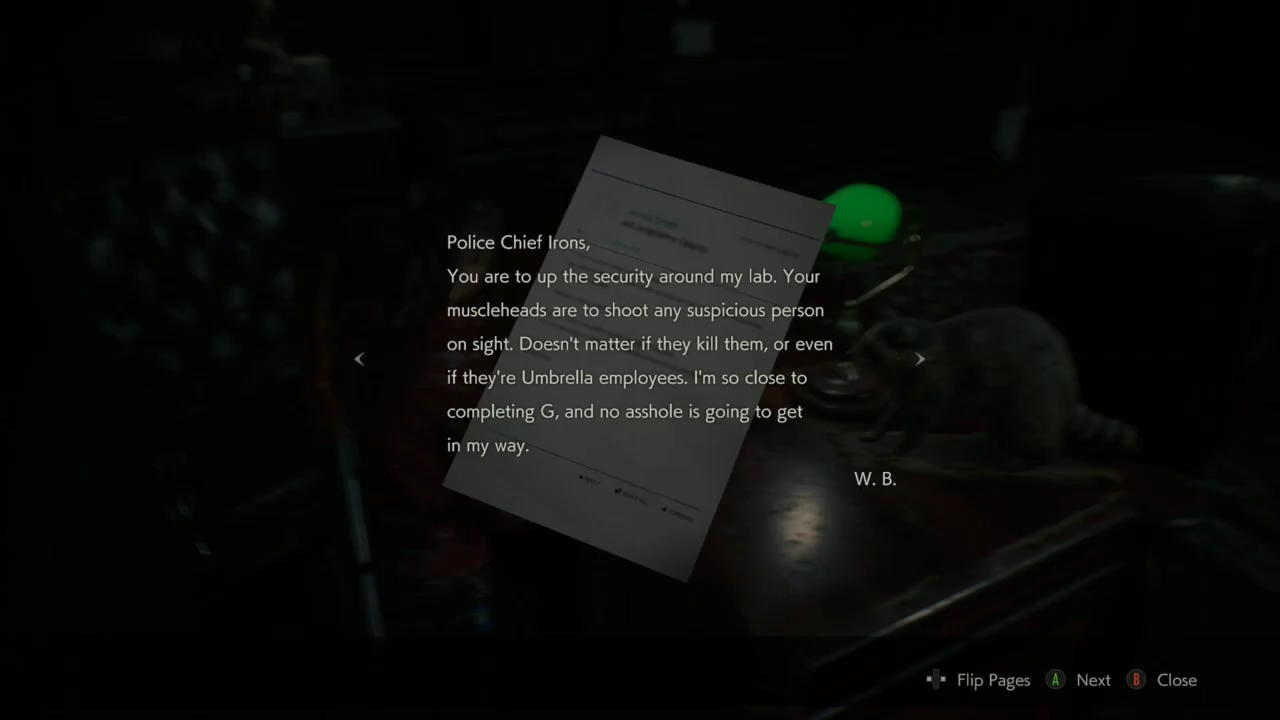 Police Chief Irons,
You are to up the security around my lab. Your
muscleheads are to shoot any suspicious person
on sight. Doesn't matter if they kill them, or even
if they're Umbrella employees. I'm so close to
completing G, and no asshole is going to get
in my way.
W. B.
Flip Pages A Next B Close